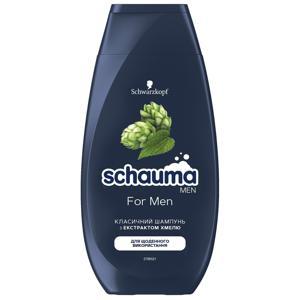 Schwarzkopf
schauma
MEN
For Men
КЛАСИЧНИЙ ШАМПУНЬ
з ЕКСТРАКТОМ ХМЕЛЮ
ДЛЯ ЩОДЕННОГО
ВИКОРИСТАННЯ